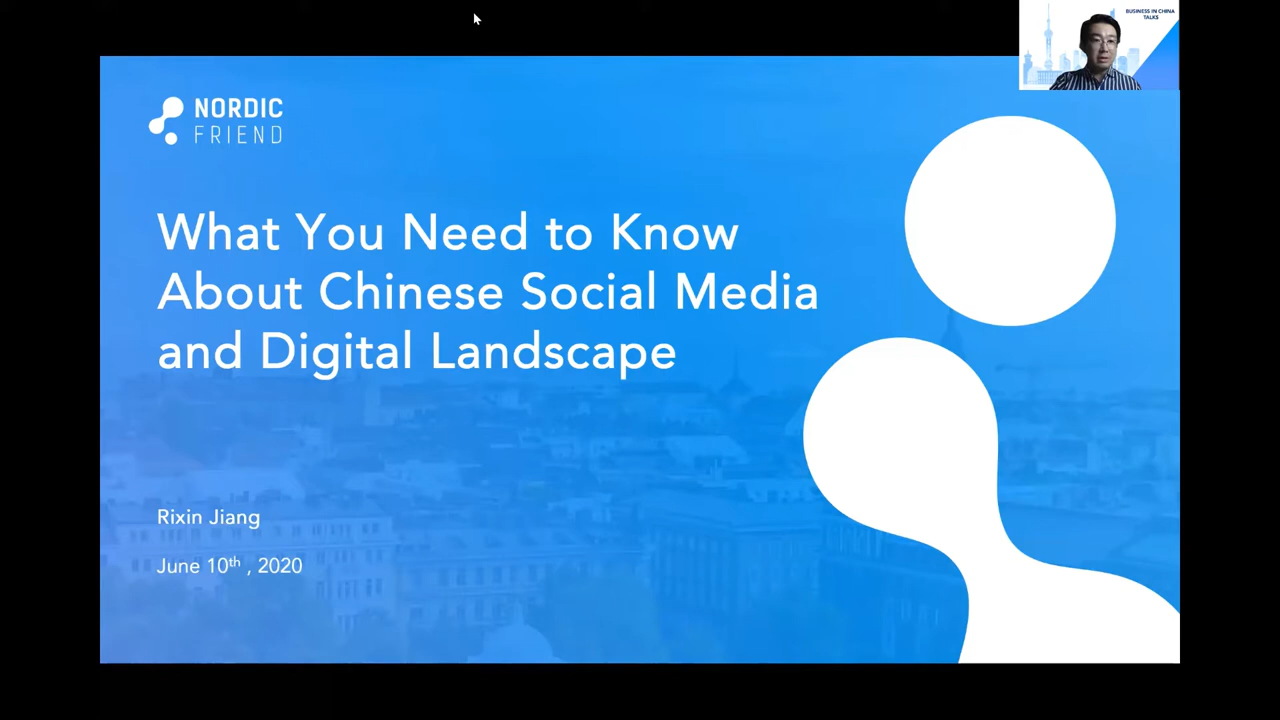 NORDIC
FRIEND
BUSINESS IN CHINA
TALKS
What You Need to Know
About Chinese Social Media
and Digital Landscape
Rixin Jiang
June 10th , 2020